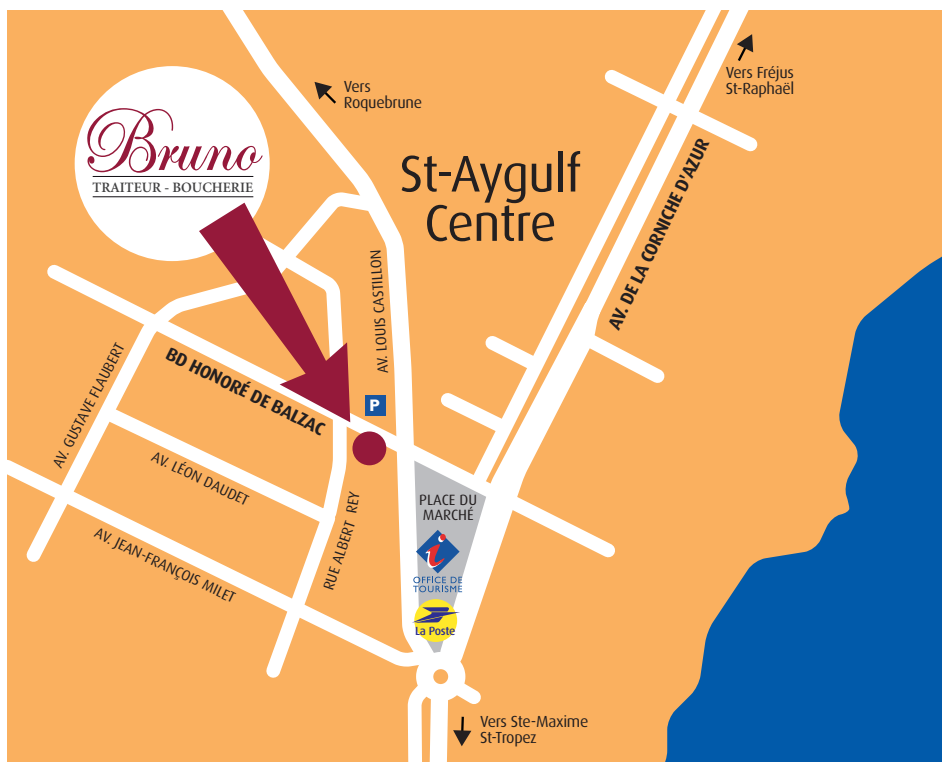 Vers
Roquebrune
Vers Fréjus
St-Raphaël
Bruno
TRAITEUR - BOUCHERIE
St-Aygulf
Centre
AV. DE LA CORNICHE D'AZUR
AV. LOUIS CASTILLON
BD HONORÉ DE BALZAC
AV. GUSTAVE FLAUBERT
P
AV. LÉON DAUDET
RUE ALBERT REY
AV. JEAN-FRANÇOIS MILET
PLACE DU
MARCHÉ
i
OFFICE DE
TOURISME
La Poste
Vers Ste-Maxime
St-Tropez